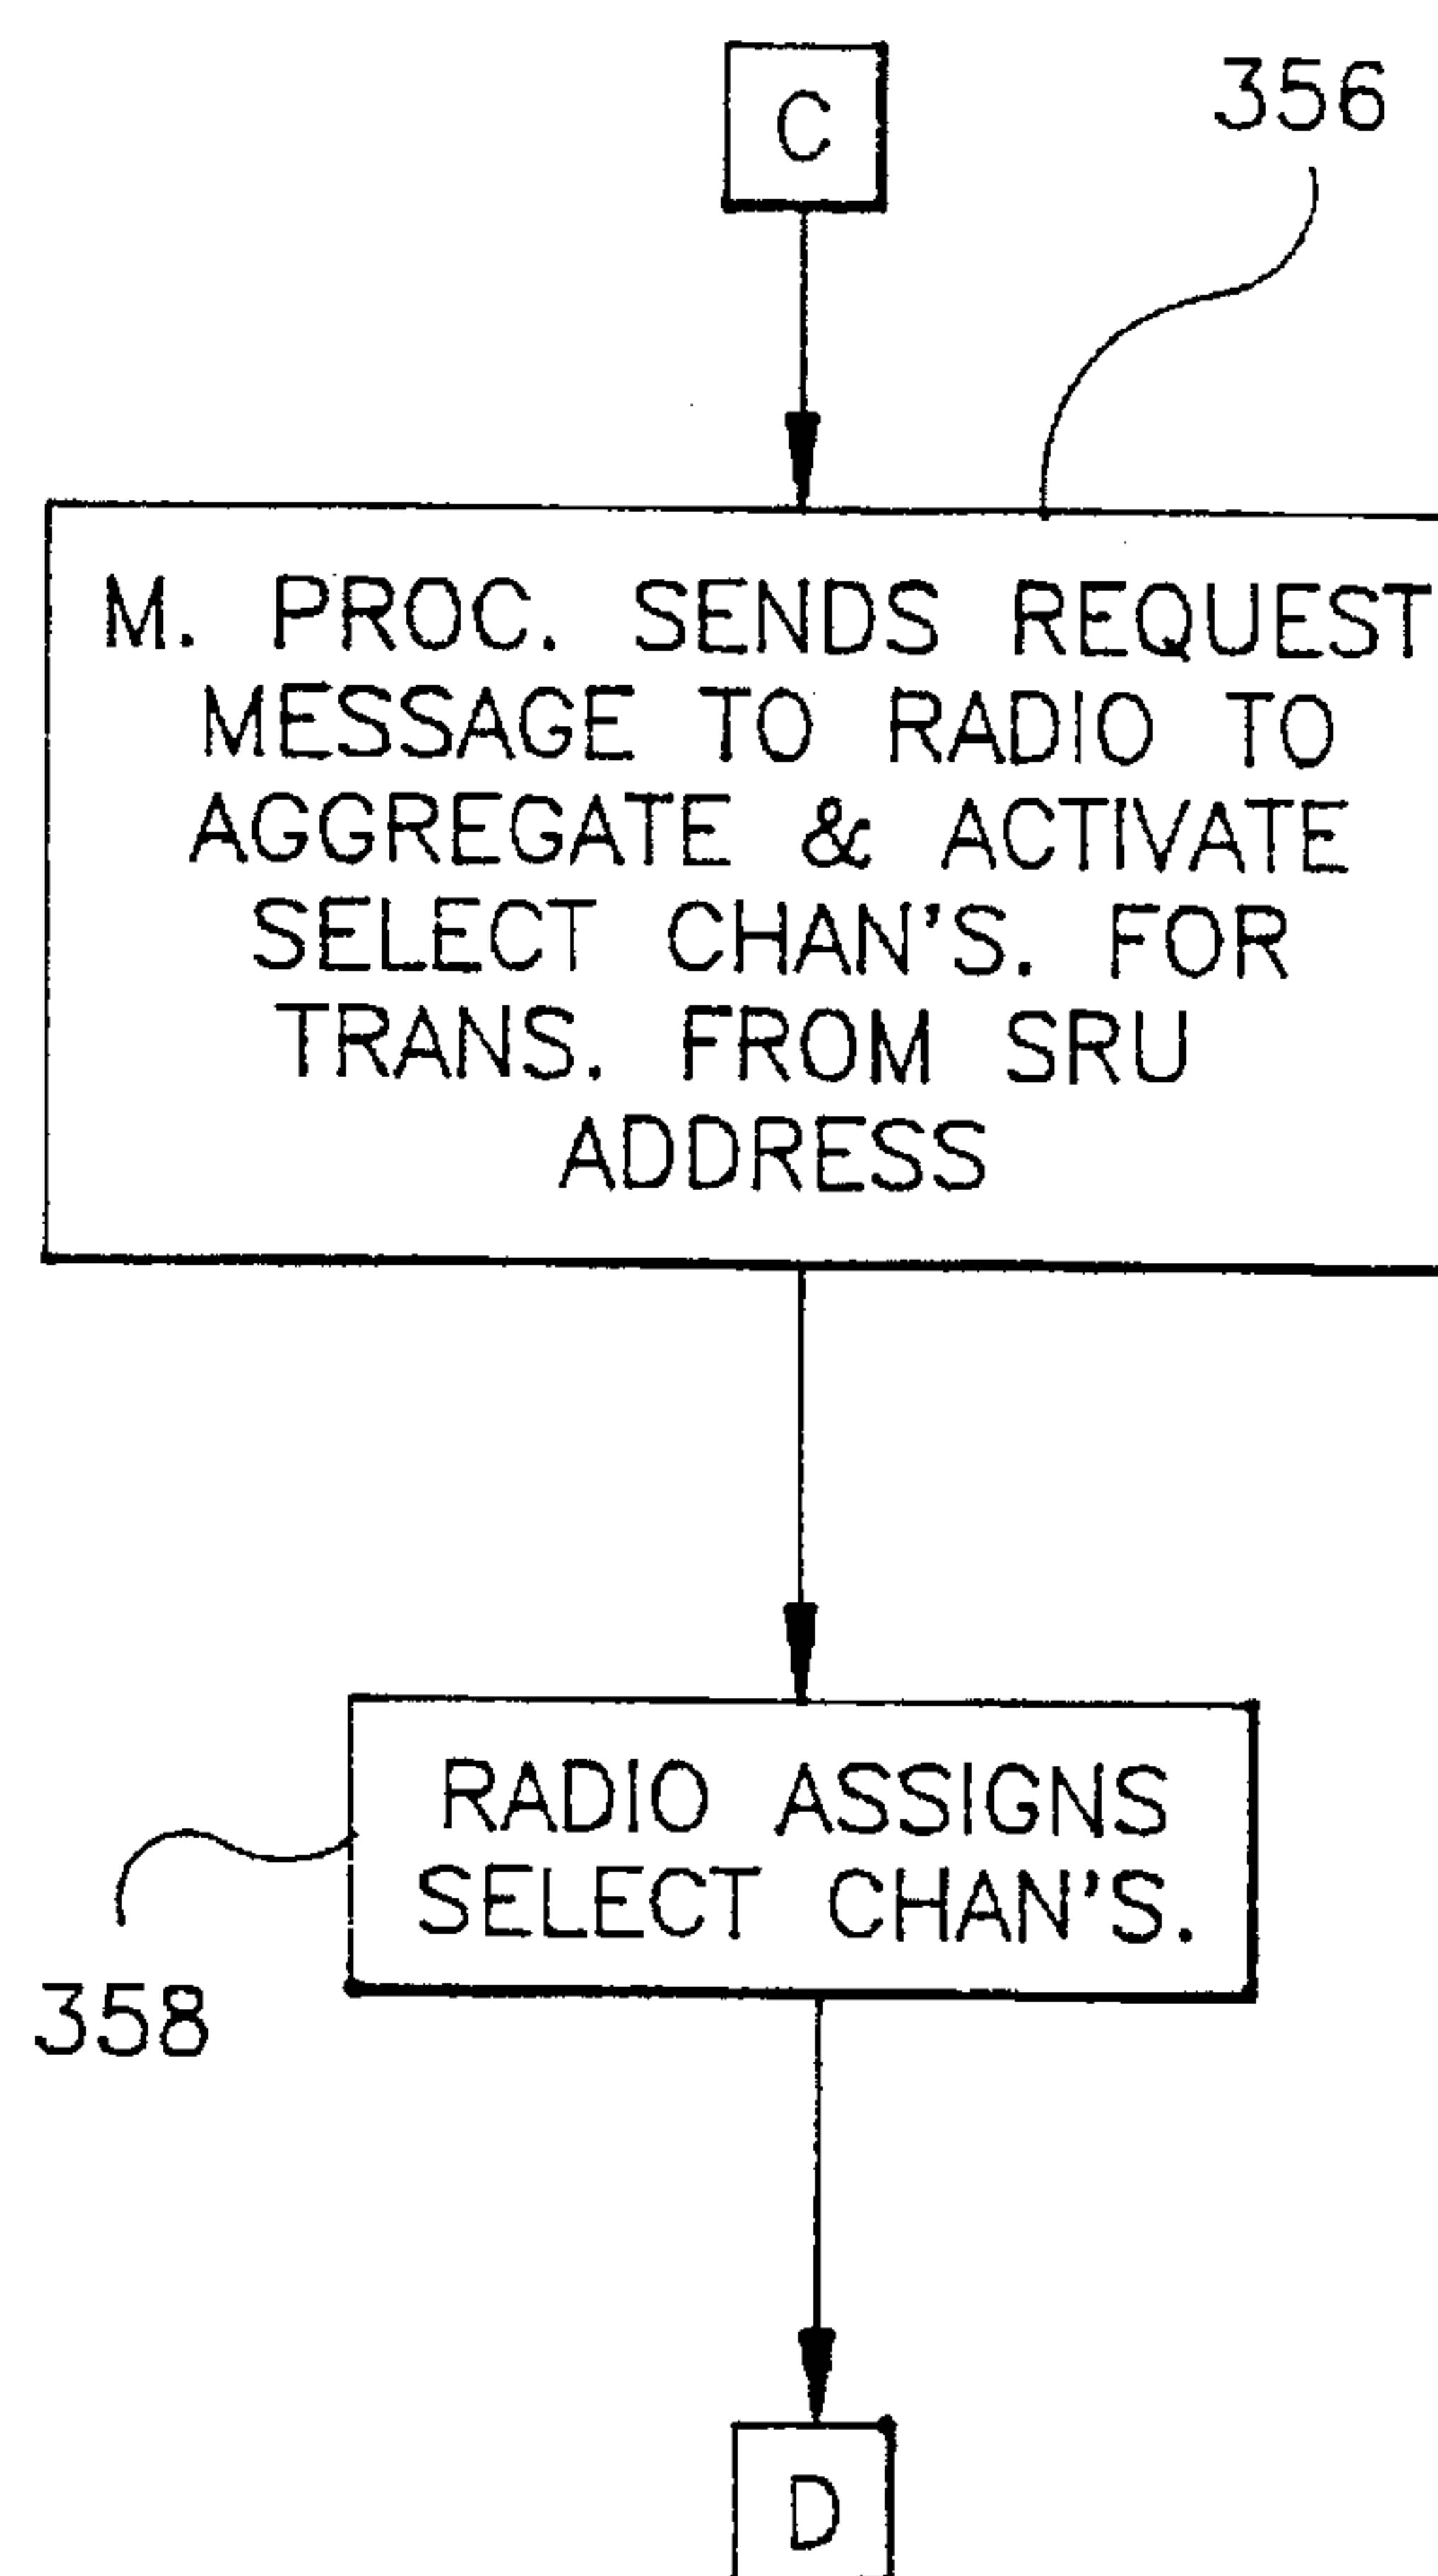 C
356
M. PROC. SENDS REQUEST
MESSAGE TO RADIO TO
AGGREGATE & ACTIVATE
SELECT CHAN'S. FOR
TRANS. FROM SRU
ADDRESS
RADIO ASSIGNS
SELECT CHAN'S.
358
D